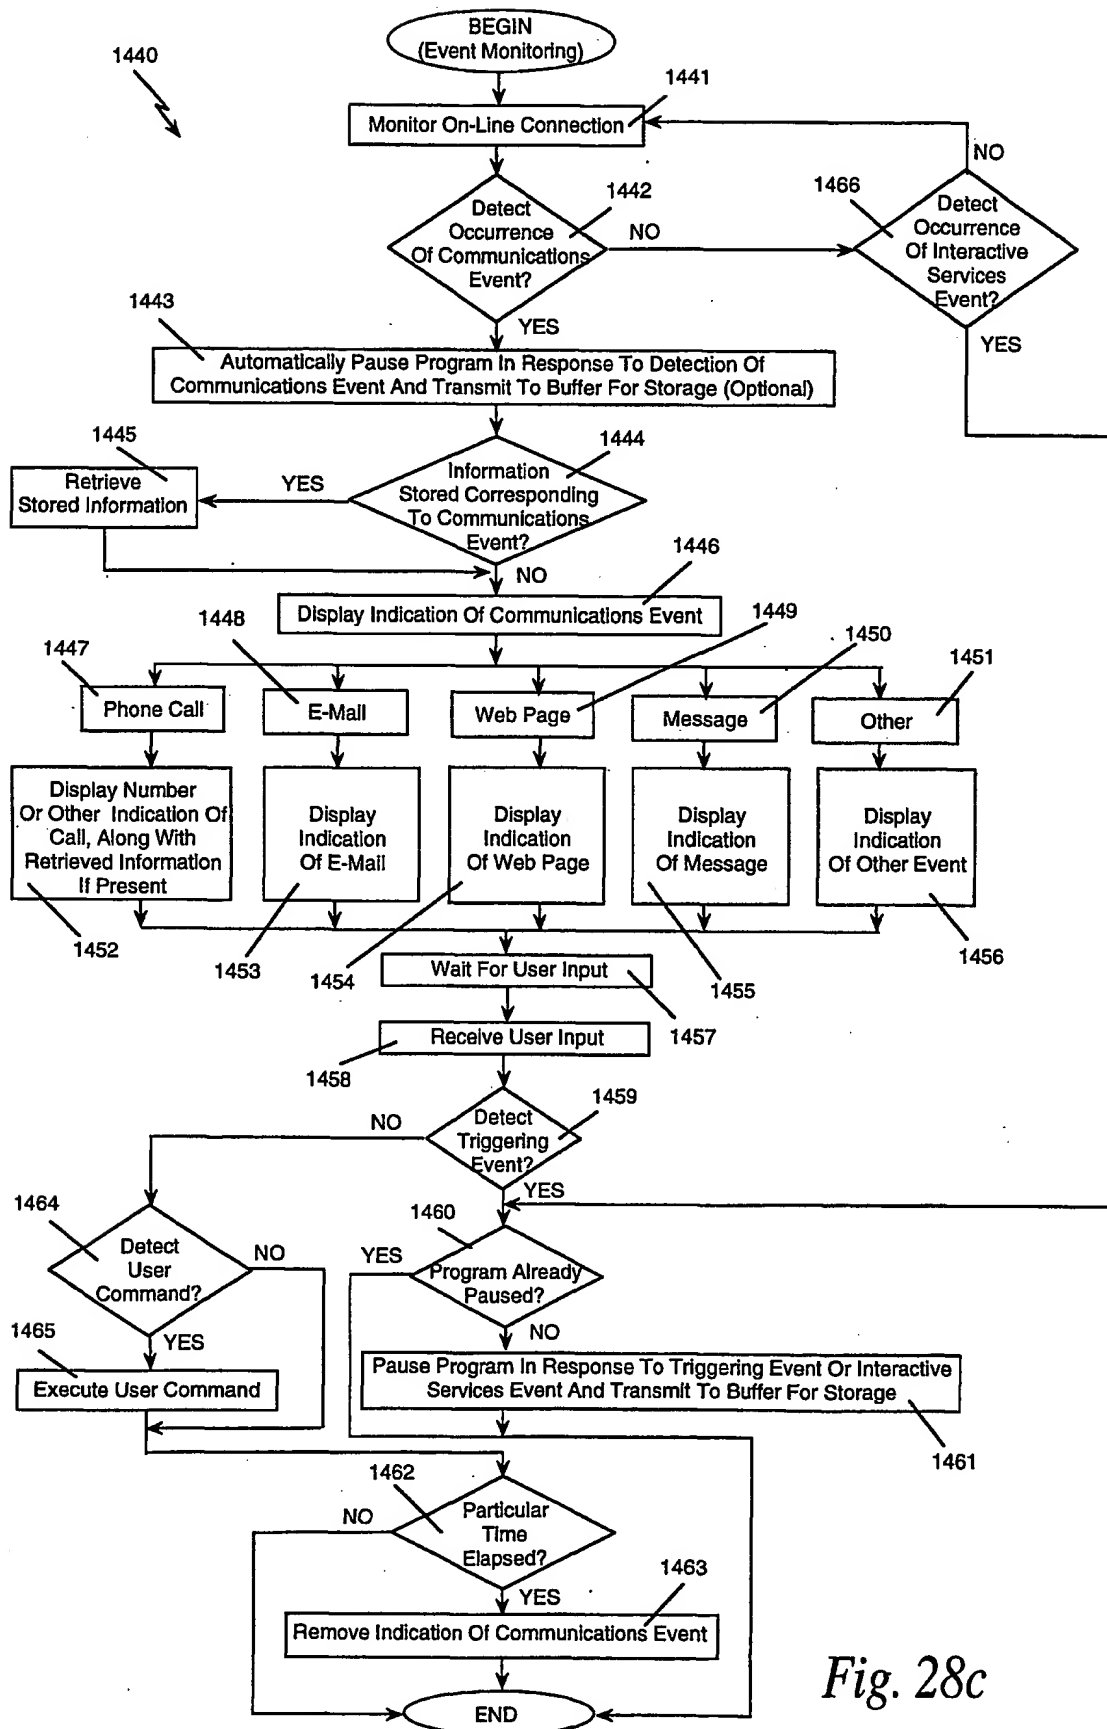 BEGIN
(Event Monitoring)
1440
1441
Monitor On-Line Connection
NO
1442
1466
Detect
Occurrence
Of Communications
Event?
NO
Detect
Occurrence
Of Interactive
Services
Event?
1443
YES
YES
Automatically Pause Program In Response To Detection Of
Communications Event And Transmit To Buffer For Storage (Optional)
1445
1444
Retrieve
Stored Information
YES
Information
Stored Corresponding
To Communications
Event?
1446
NO
Display Indication Of Communications Event
1447
1448
1449
1450
1451
Phone Call
E-Mail
Web Page
Message
Other
Display Number
Or Other Indication Of
Call, Along With
Retrieved Information
If Present
Display
Indication
Of E-Mail
Display
Indication
Of Web Page
Display
Indication
Of Message
Display
Indication
Of Other Event
1452
1453
1454
1455
1456
Wait For User Input
1457
Receive User Input
1458
1459
NO
Detect
Triggering
Event?
YES
1464
1460
Detect
User
Command?
NO
YES
Program Already
Paused?
1465
YES
NO
Execute User Command
Pause Program In Response To Triggering Event Or Interactive
Services Event And Transmit To Buffer For Storage
1461
1462
NO
Particular
Time
Elapsed?
1463
YES
Remove Indication Of Communications Event
END
Fig. 28c